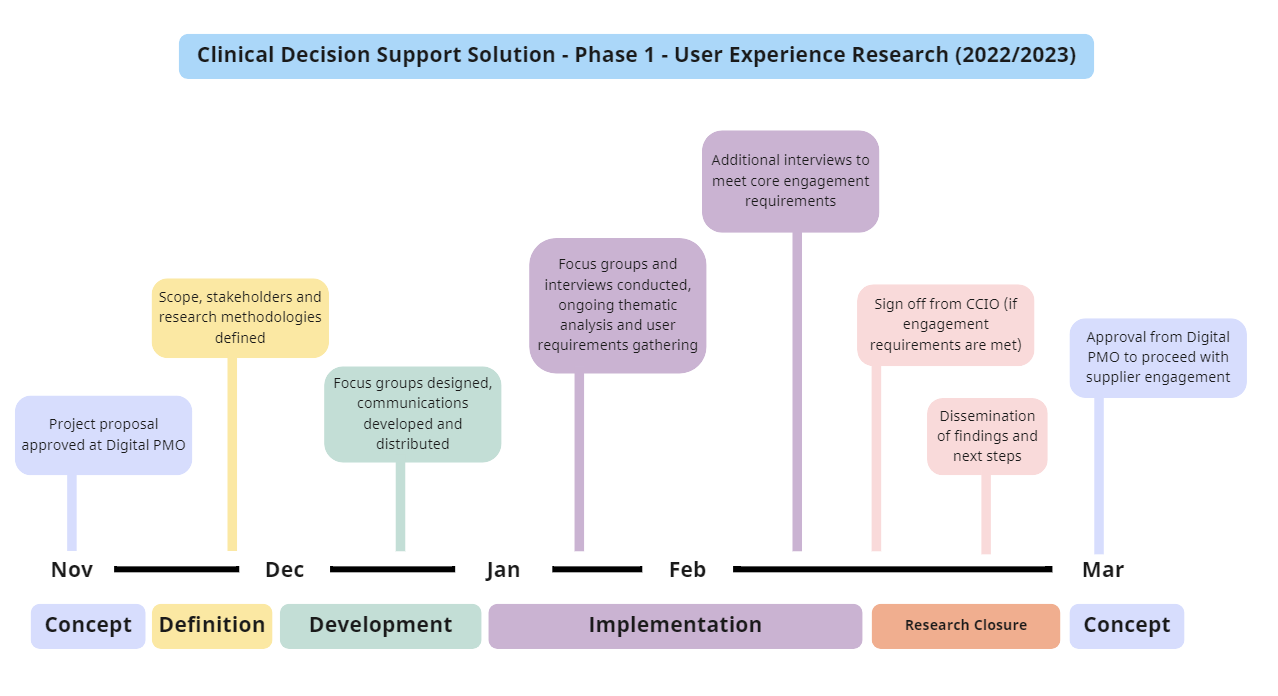 Clinical Decision Support Solution - Phase 1 - User Experience Research (2022/2023)
Additional interviews to
meet core engagement
requirements
Focus groups and
interviews conducted,
ongoing thematic
analysis and user
requirements gathering
Scope, stakeholders and
research methodologies
defined
Sign off from CCIO (if
engagement
requirements are met)
Approval from Digital
PMO to proceed with
supplier engagement
Focus groups designed,
communications
developed and
distributed
Project proposal
approved at Digital PMO
Dissemination
of findings and
next steps
Nov Dec Jan Feb Mar
Concept Definition Development Implementation Research Closure Concept